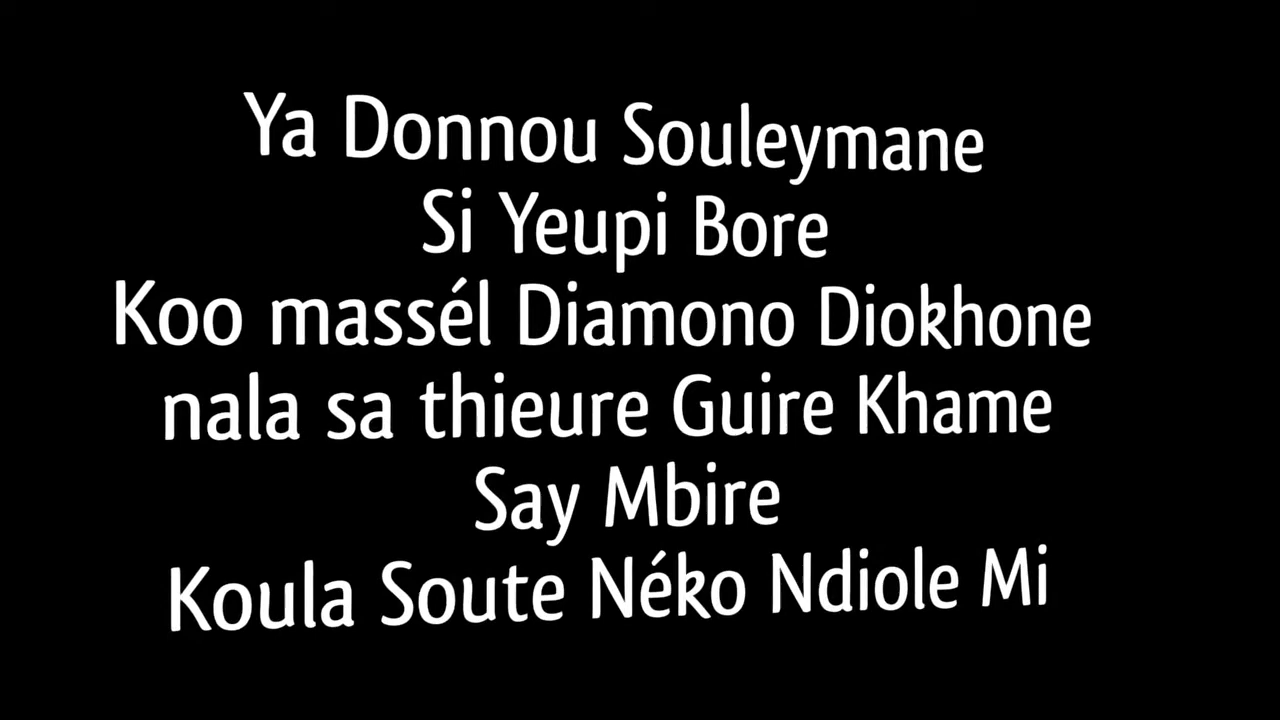 Ya Donnou Souleymane
Si Yeupi Bore
Koo massél Diamono Diokhone
nala sa thieure Guire Khame
Say Mbire
Koula Soute Néko Ndiole Mi